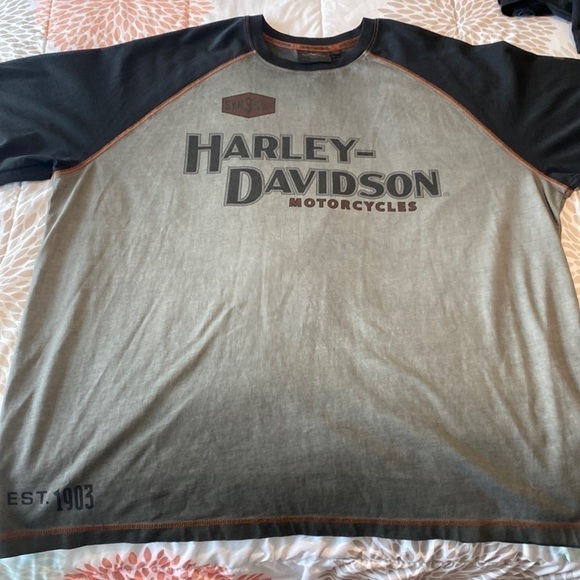 HARLEY-
DAVIDSON
MOTORCYCLES
EST. 1903